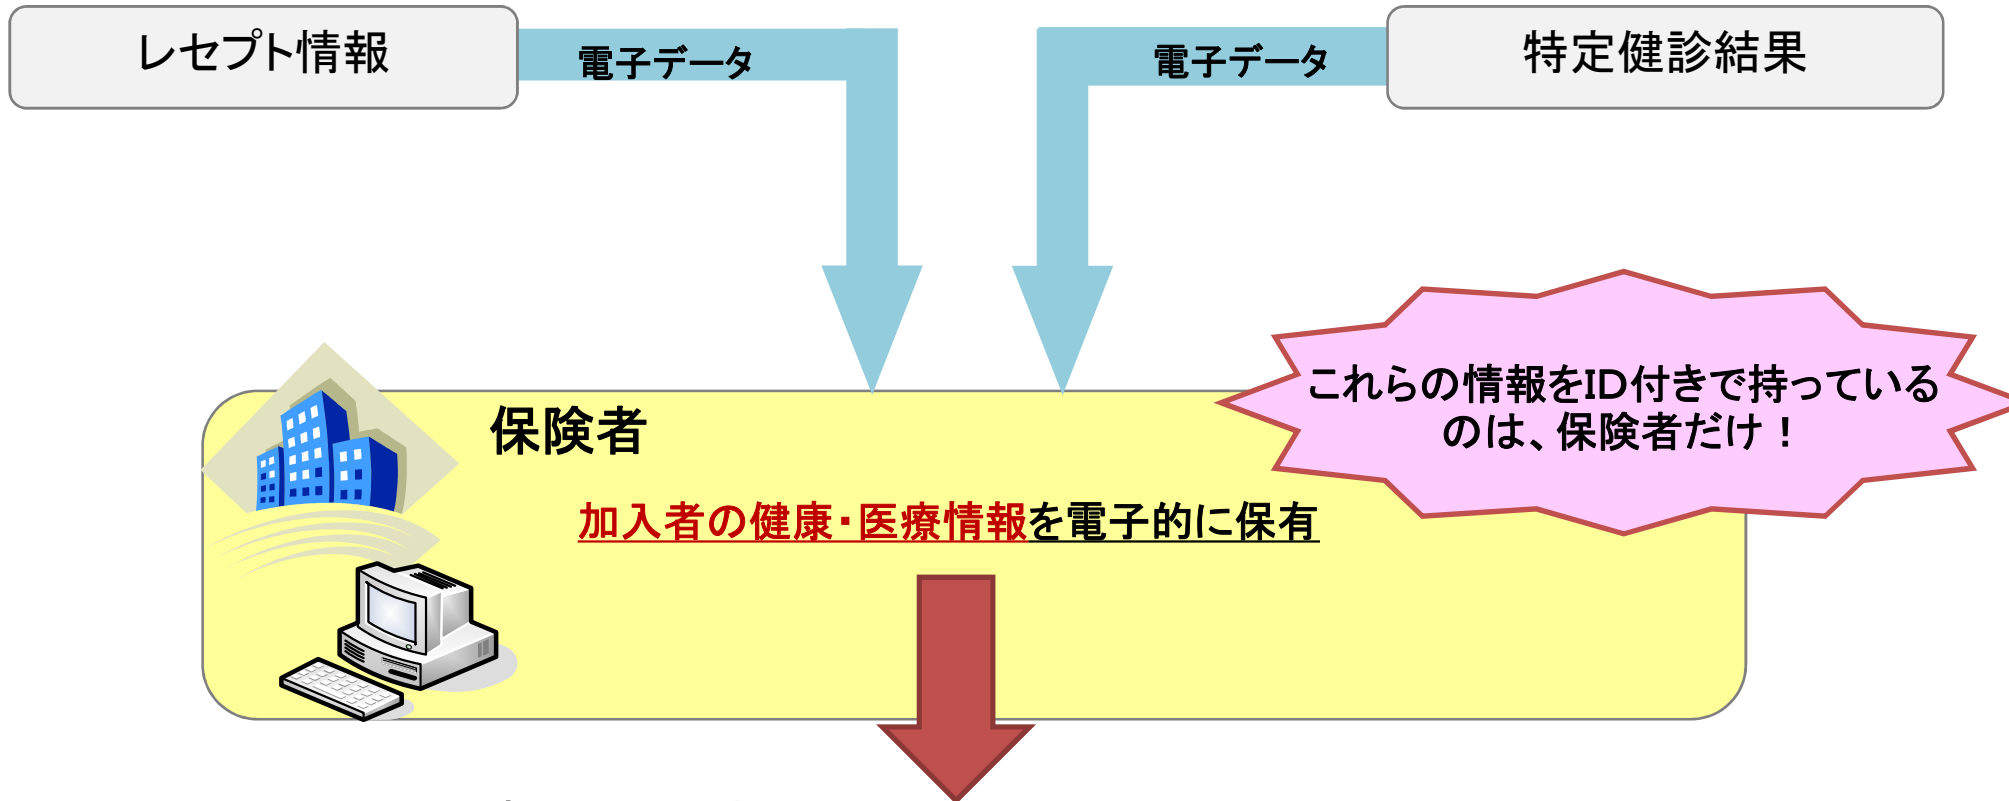 レセプト情報
電子データ
電子データ
特定健診結果
これらの情報をID付きで持っている
のは、保険者だけ！
保険者
加入者の健康・医療情報を電子的に保有